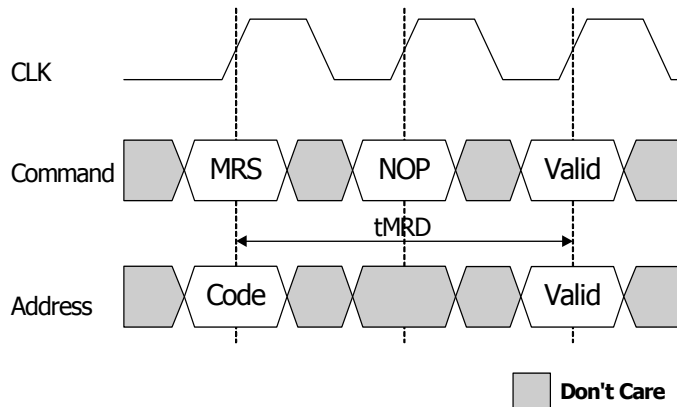 CLK
Command
MRS
NOP
Valid
tMRD
Address
Code
Valid
Don't Care